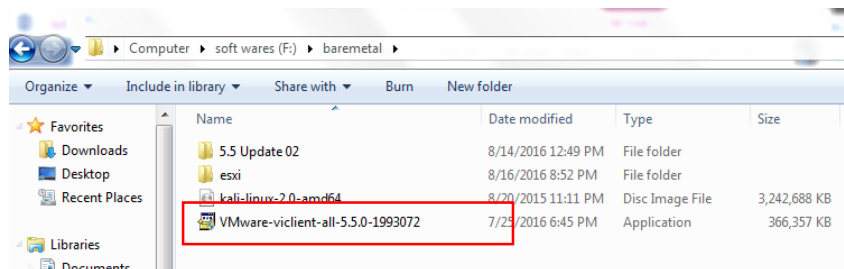 Computer ▸ soft wares (F:) ▸ baremetal ▸
Organize ▾ Include in library ▾ Share with ▾ Burn New folder
Favorites
Downloads
Desktop
Recent Places
Libraries
Documents
Name Date modified Type Size
5.5 Update 02 8/14/2016 12:49 PM File folder
esxi 8/16/2016 8:52 PM File folder
kali-linux-2.0-amd64 8/20/2015 11:11 PM Disc Image File 3,242,688 KB
VMware-viclient-all-5.5.0-1993072 7/25/2016 6:45 PM Application 366,357 KB